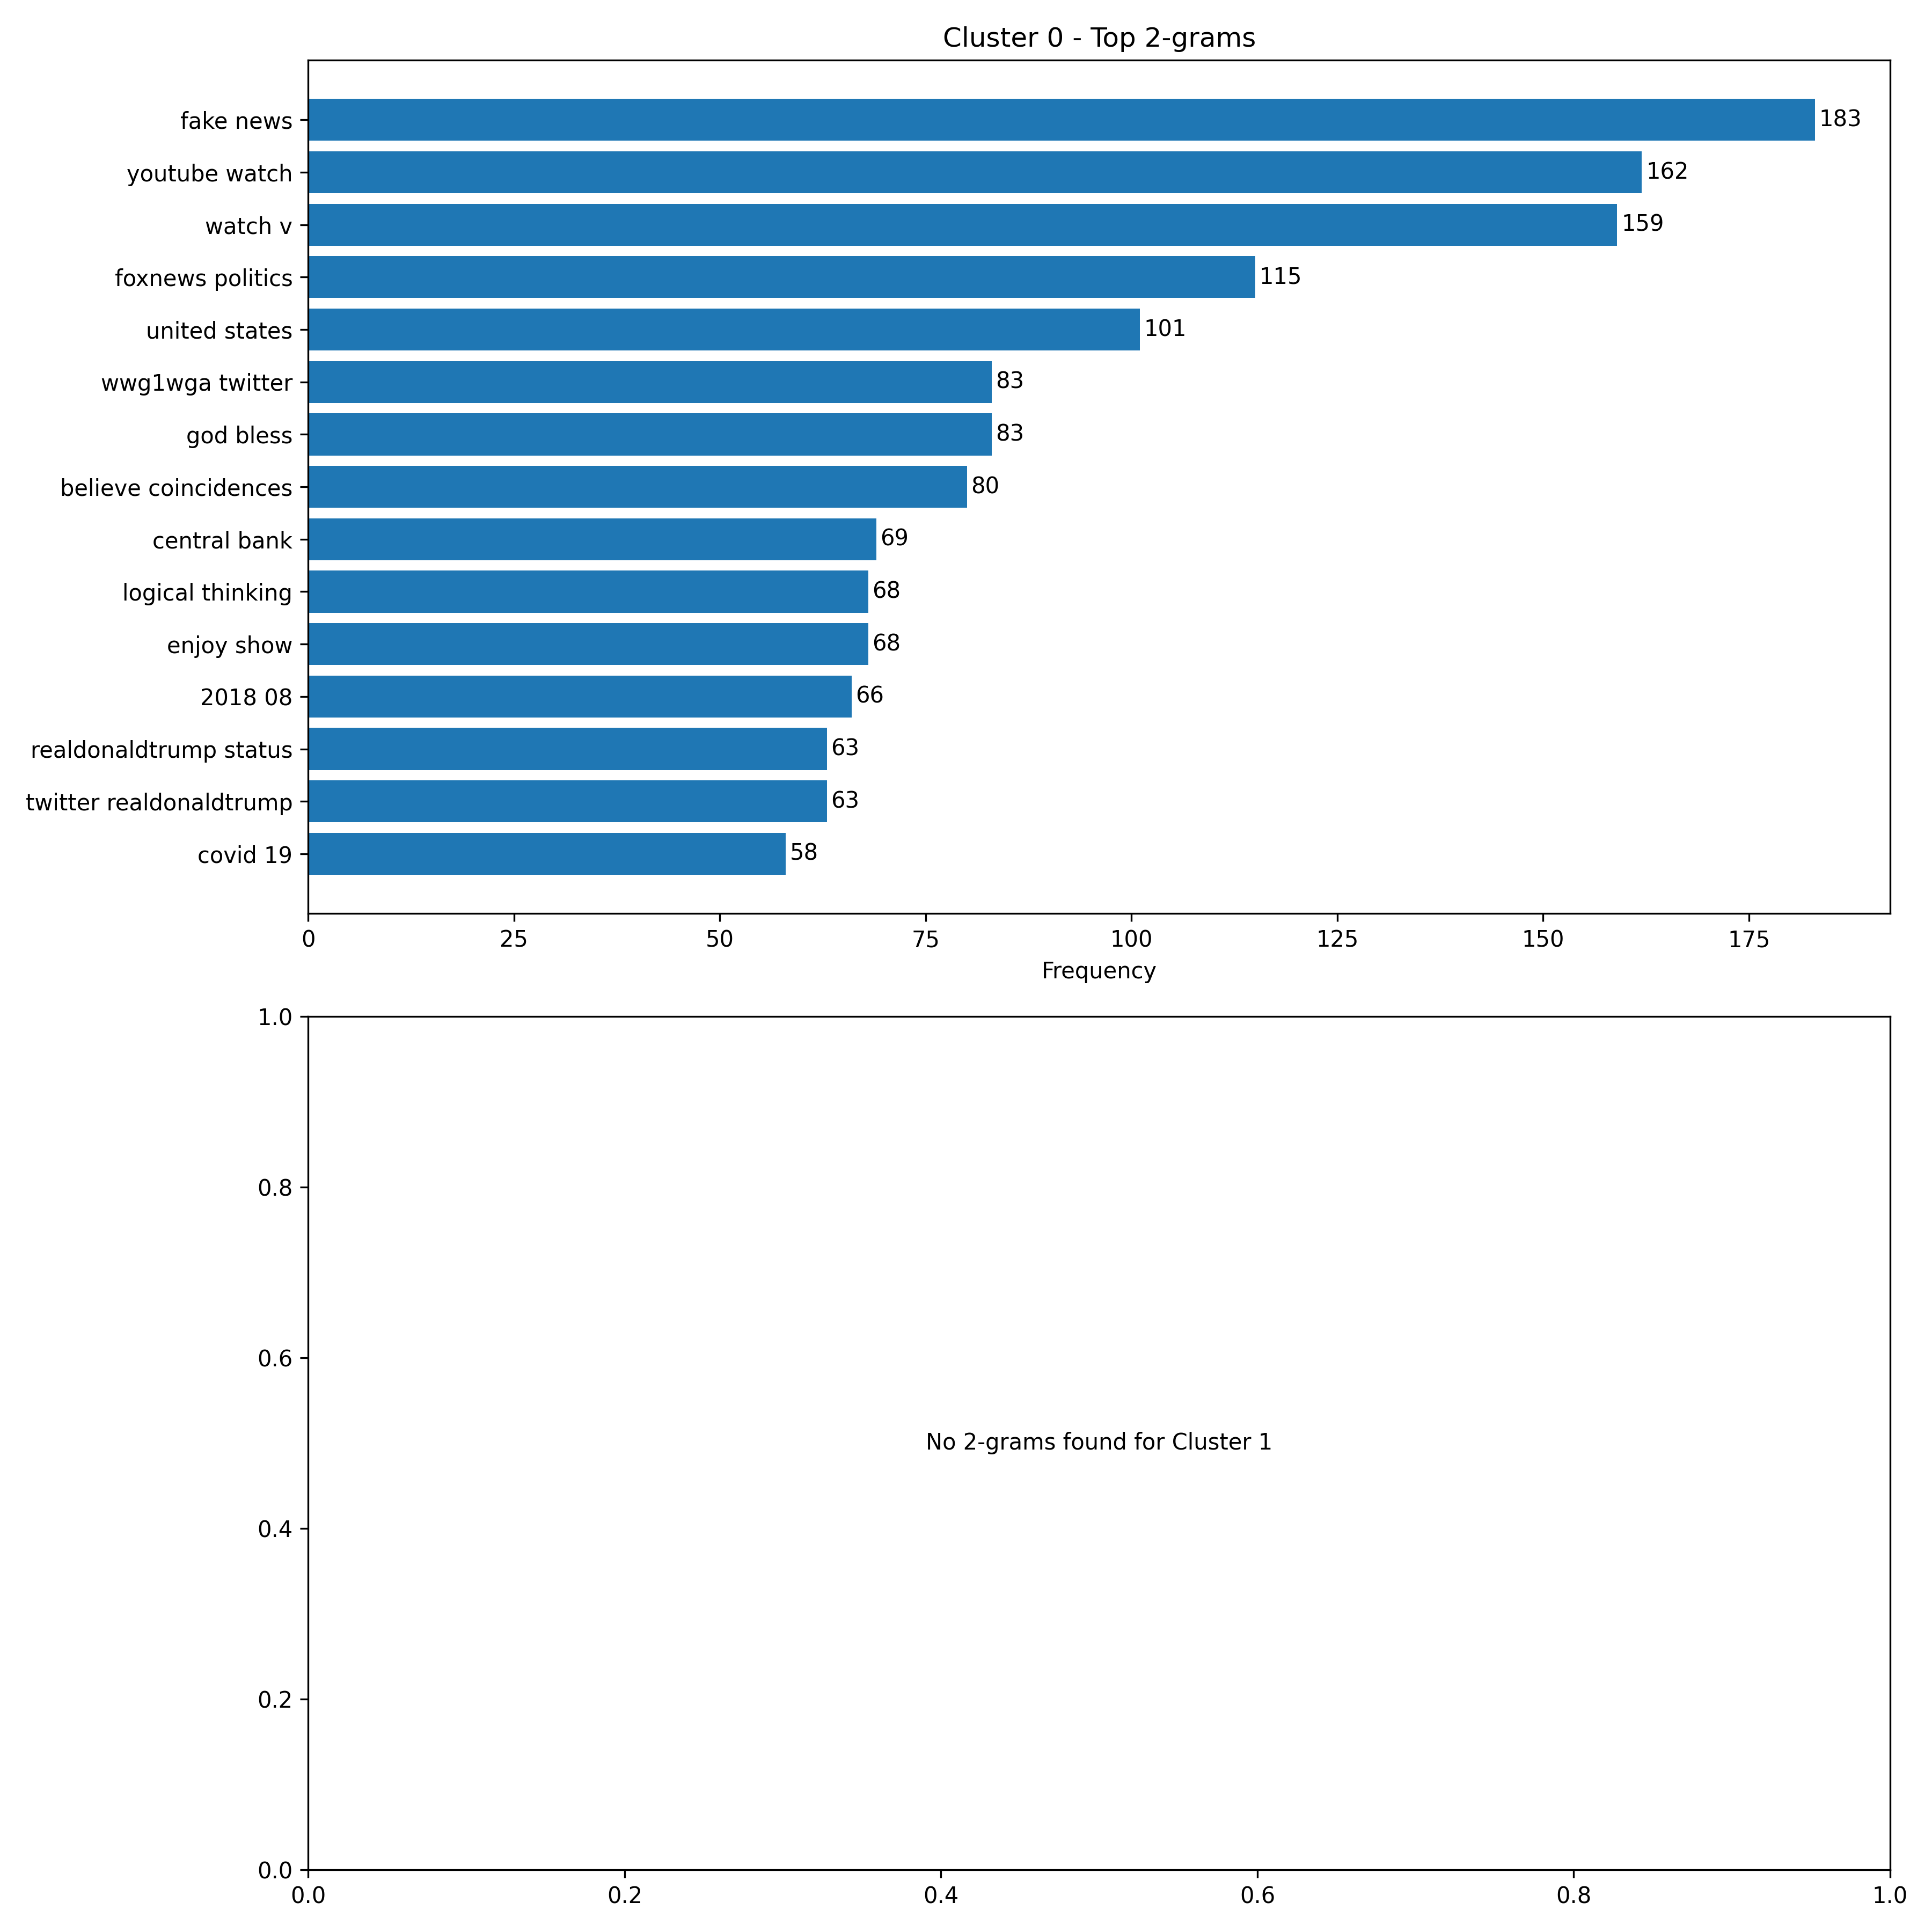 Cluster 0 - Top 2-grams
fake news 183
youtube watch 162
watch v 159
foxnews politics 115
united states 101
wwg1wga twitter 83
god bless 83
believe coincidences 80
central bank 69
logical thinking 68
enjoy show 68
2018 08 66
realdonaldtrump status 63
twitter realdonaldtrump 63
covid 19 58
0 25 50 75 100 125 150 175
Frequency
1.0
0.8
0.6
No 2-grams found for Cluster 1
0.4
0.2
0.0
0.0 0.2 0.4 0.6 0.8 1.0